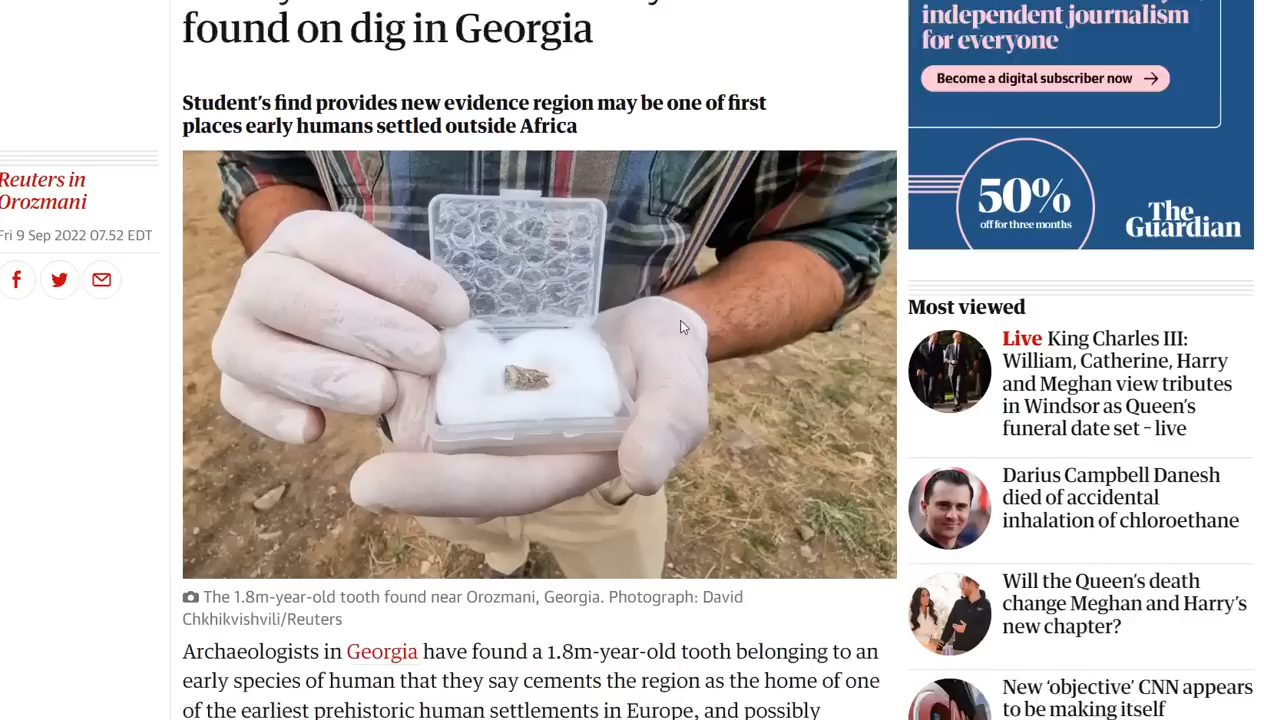 found on dig in Georgia
Student's find provides new evidence region may be one of first
places early humans settled outside Africa
Reuters in
Orozmani
Fri 9 Sep 2022 07.52 EDT
The 1.8m-year-old tooth found near Orozmani, Georgia. Photograph: David
Chkhikvishvili/Reuters
Archaeologists in Georgia have found a 1.8m-year-old tooth belonging to an
early species of human that they say cements the region as the home of one
of the earliest prehistoric human settlements in Europe, and possibly
independent journalism
for everyone
Become a digital subscriber now
50%
off for three months
The
Guardian
Most viewed
Live King Charles III:
William, Catherine, Harry
and Meghan view tributes
in Windsor as Queen's
funeral date set – live
Darius Campbell Danesh
died of accidental
inhalation of chloroethane
Will the Queen's death
change Meghan and Harry's
new chapter?
New 'objective' CNN appears
to be making itself